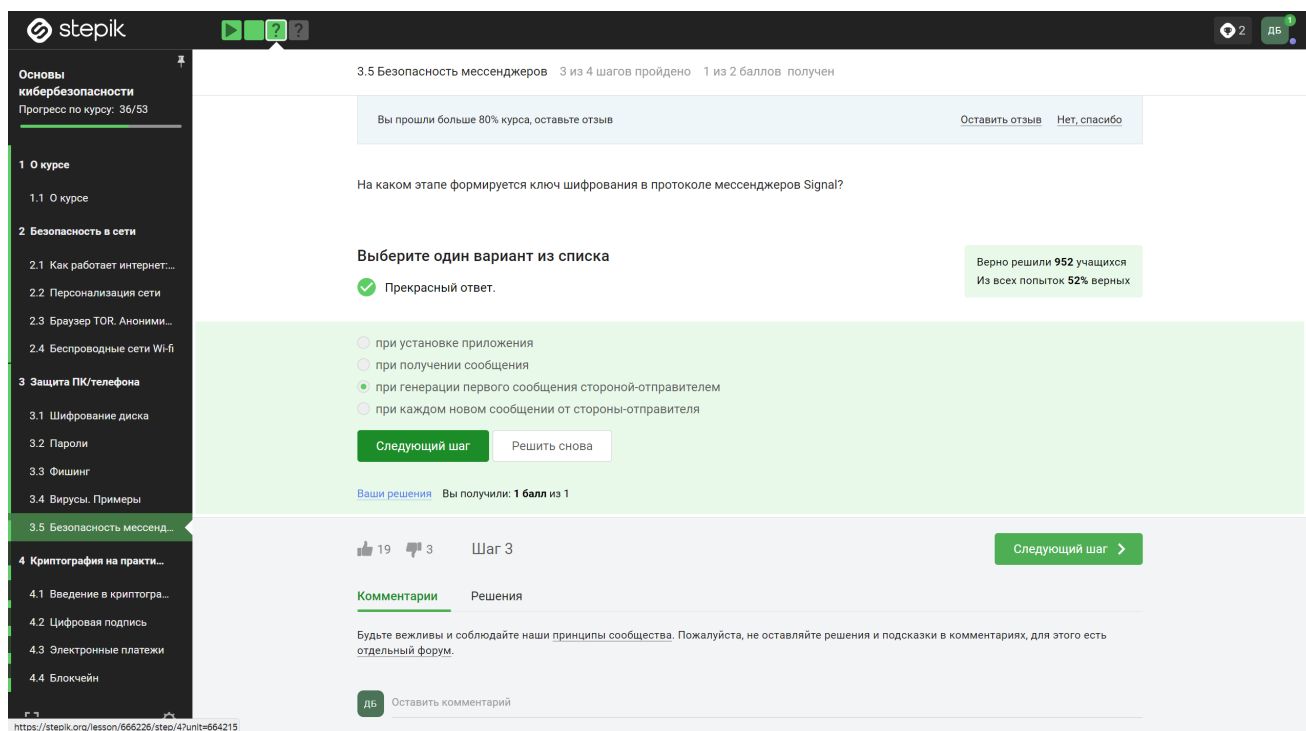 stepik
?
?
2
ДБ
1
Основы
кибербезопасности
Прогресс по курсу: 36/53
1 О курсе
1.1 О курсе
2 Безопасность в сети
2.1 Как работает интернет:...
2.2 Персонализация сети
2.3 Браузер TOR. Аноними...
2.4 Беспроводные сети Wi-fi
3 Защита ПК/телефона
3.1 Шифрование диска
3.2 Пароли
3.3 Фишинг
3.4 Вирусы. Примеры
3.5 Безопасность мессенд...
4 Криптография на практи...
4.1 Введение в криптогра...
4.2 Цифровая подпись
4.3 Электронные платежи
4.4 Блокчейн
https://stepik.org/lesson/666226/step/4?unit=664215
3.5 Безопасность мессенджеров 3 из 4 шагов пройдено 1 из 2 баллов получен
Вы прошли больше 80% курса, оставьте отзыв Оставить отзыв Нет, спасибо
На каком этапе формируется ключ шифрования в протоколе мессенджеров Signal?
Выберите один вариант из списка
Прекрасный ответ.
Верно решили 952 учащихся
Из всех попыток 52% верных
при установке приложения
при получении сообщения
при генерации первого сообщения стороной-отправителем
при каждом новом сообщении от стороны-отправителя
Следующий шаг Решить снова
Ваши решения Вы получили: 1 балл из 1
19 3 Шаг 3 Следующий шаг
Комментарии Решения
Будьте вежливы и соблюдайте наши принципы сообщества. Пожалуйста, не оставляйте решения и подсказки в комментариях, для этого есть
отдельный форум.
ДБ Оставить комментарий